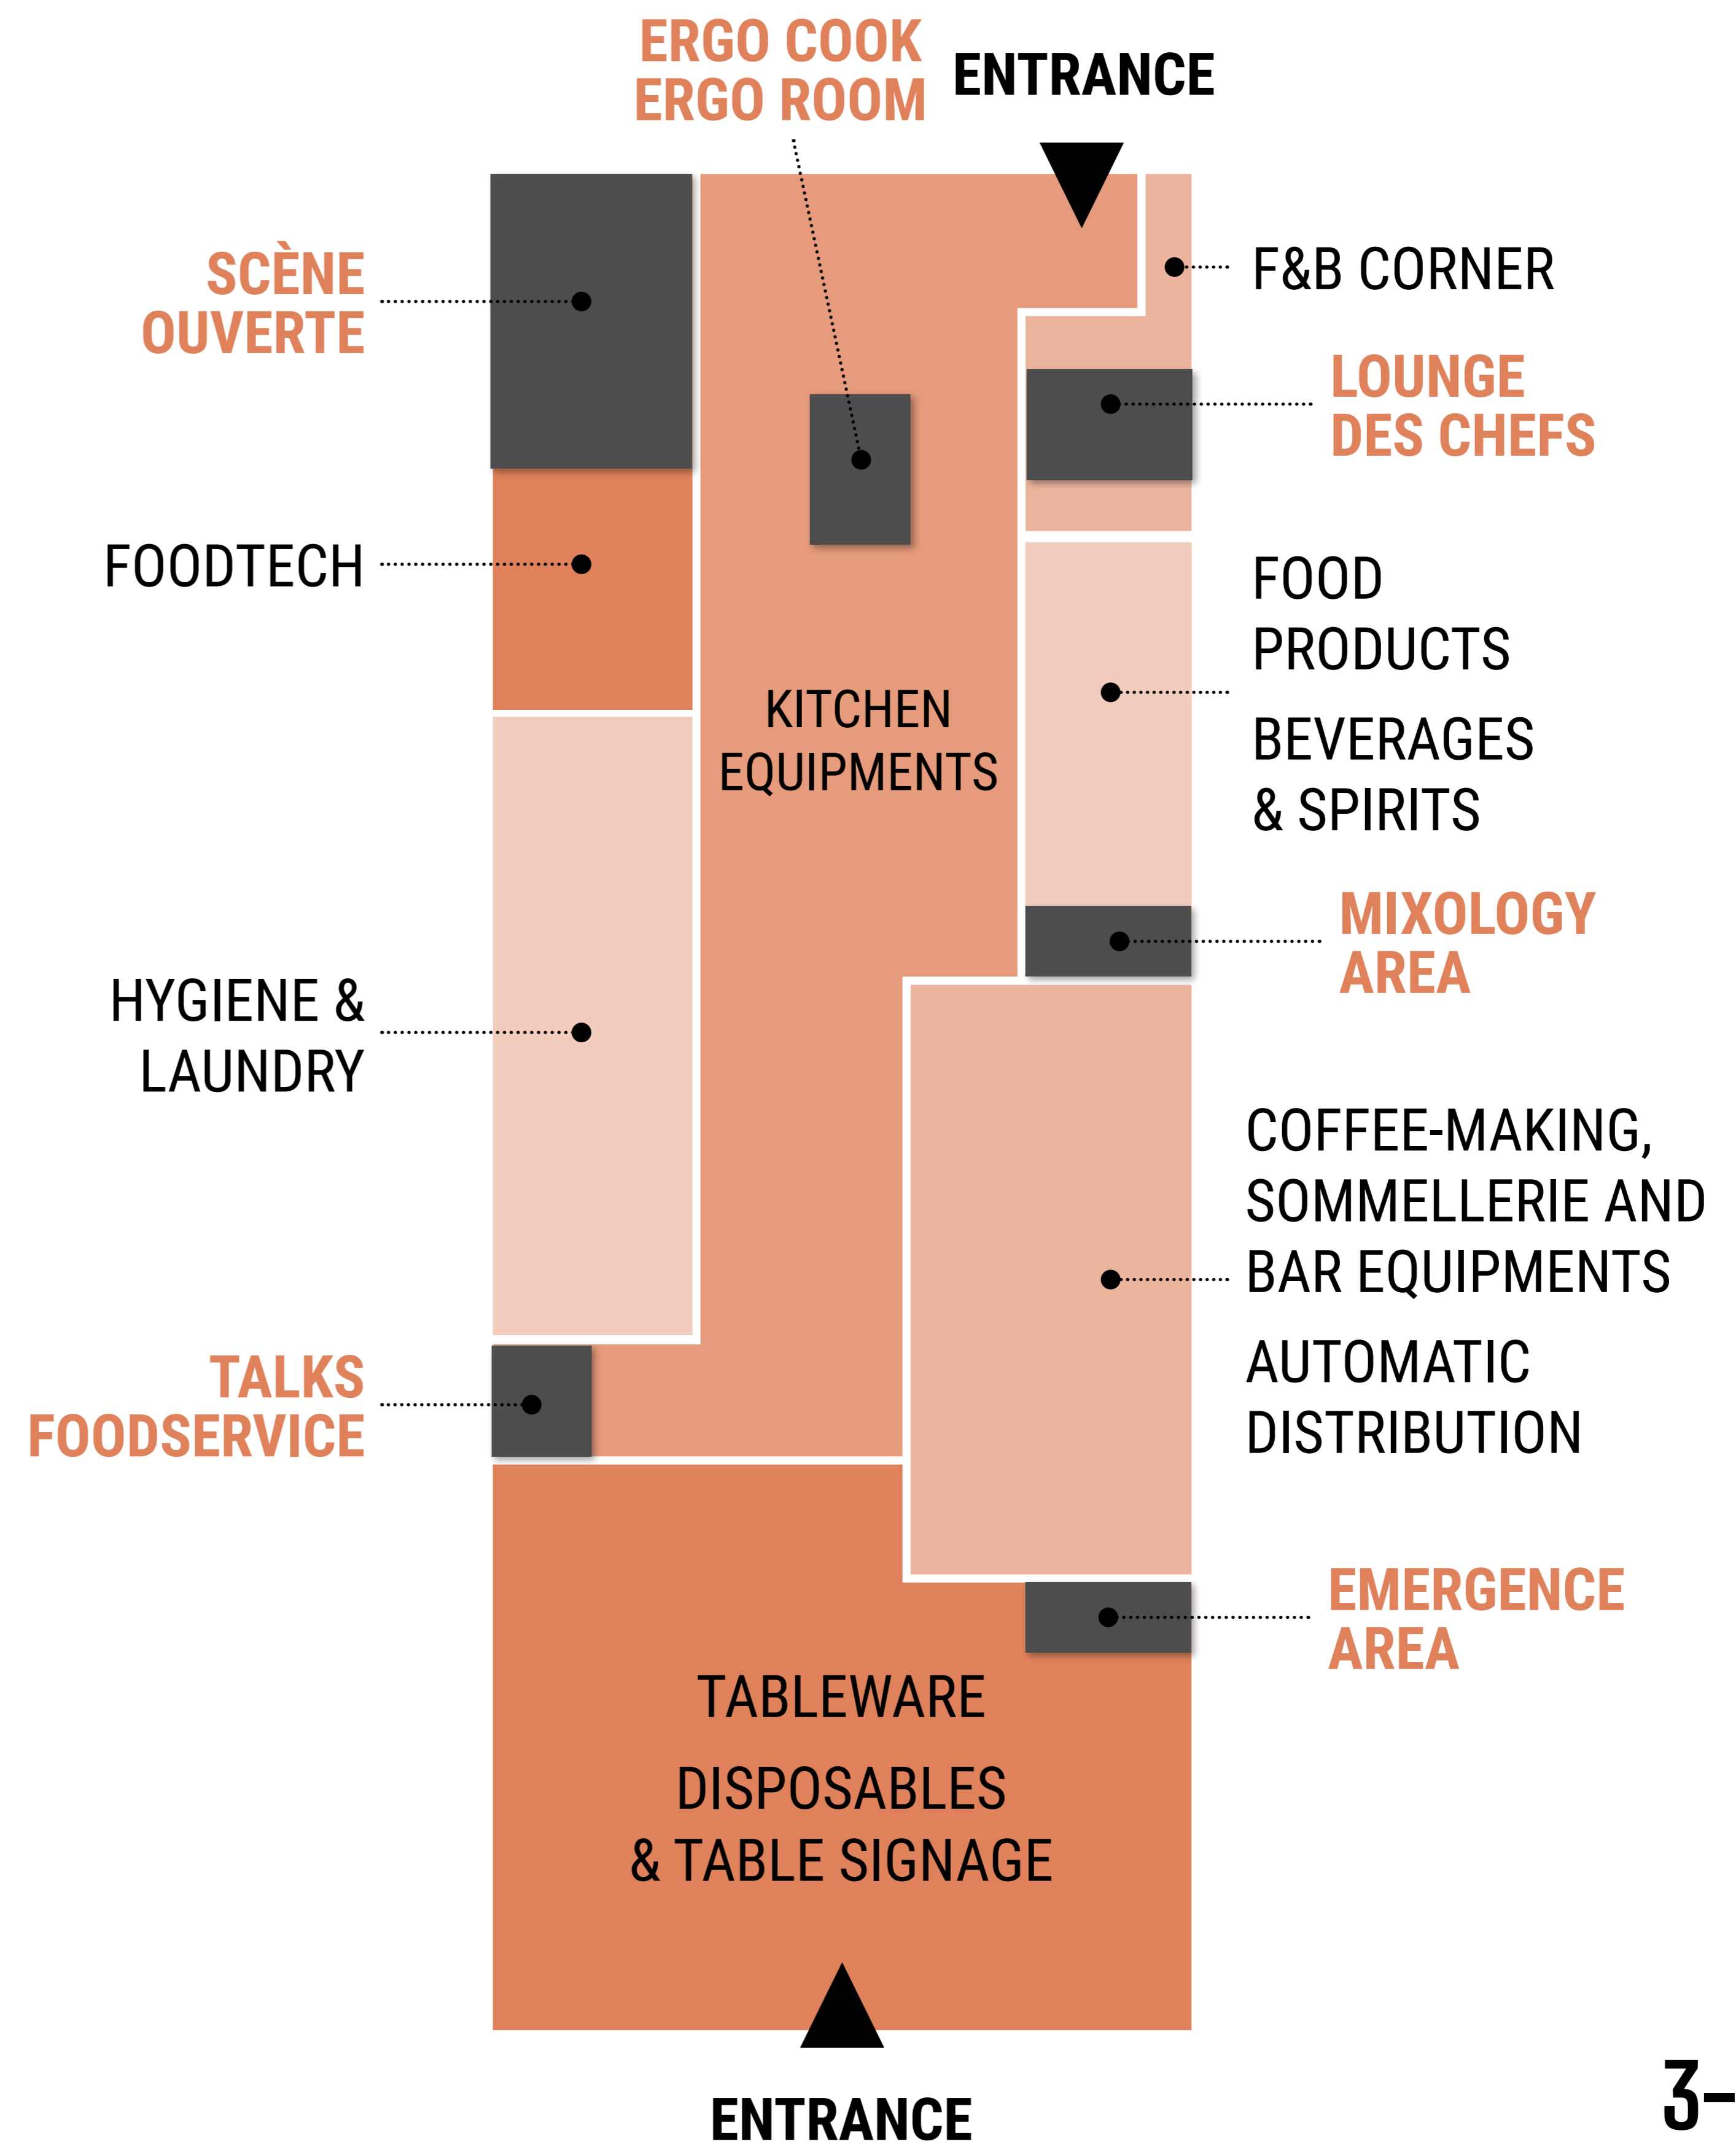 ERGO COOK
ERGO ROOM
ENTRANCE
SCÈNE
OUVERTE
F&B CORNER
LOUNGE
DES CHEFS
FOODTECH
FOOD
PRODUCTS
BEVERAGES
& SPIRITS
KITCHEN
EQUIPMENTS
MIXOLOGY
AREA
HYGIENE &
LAUNDRY
COFFEE-MAKING,
SOMMELLERIE AND
BAR EQUIPMENTS
AUTOMATIC
DISTRIBUTION
TALKS
FOODSERVICE
EMERGENCE
AREA
TABLEWARE
DISPOSABLES
& TABLE SIGNAGE
ENTRANCE
3-